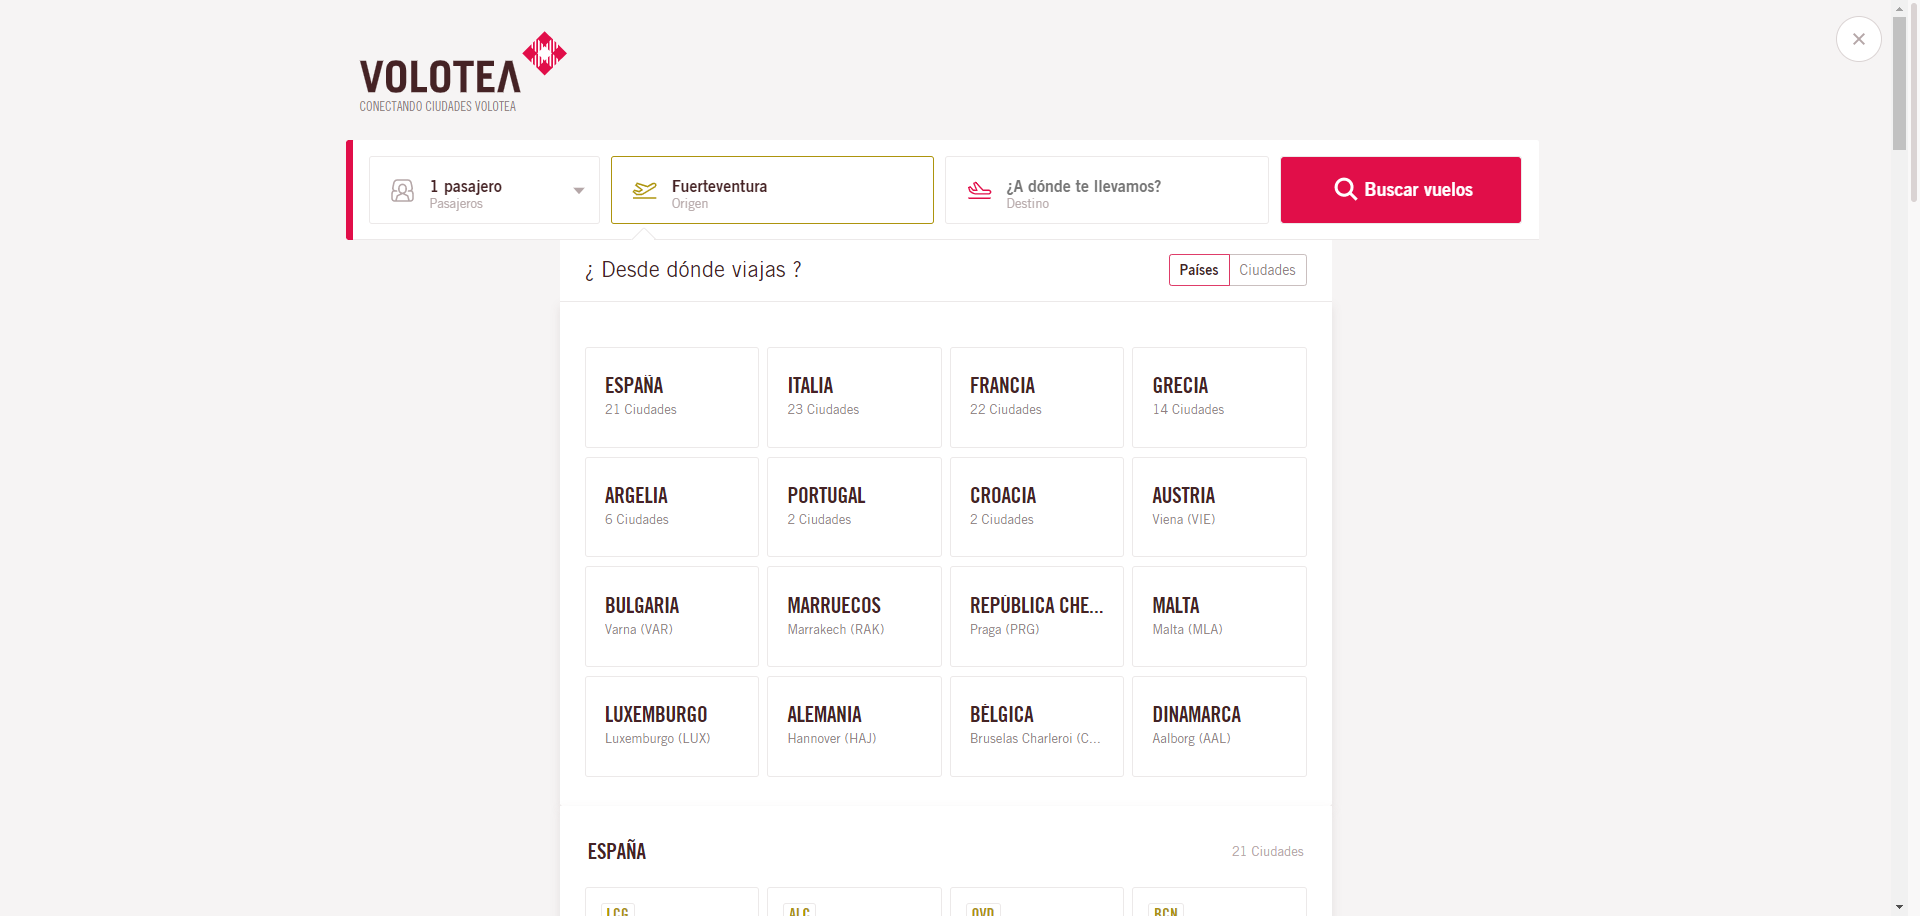 VOLOTEA
CONECTANDO CIUDADES VOLOTEA
1 pasajero
Pasajeros
Fuerteventura
Origen
¿A dónde te llevamos?
Destino
Buscar vuelos
¿ Desde dónde viajas ?
Países
Ciudades
ESPAÑA
21 Ciudades
ITALIA
23 Ciudades
FRANCIA
22 Ciudades
GRECIA
14 Ciudades
ARGELIA
6 Ciudades
PORTUGAL
2 Ciudades
CROACIA
2 Ciudades
AUSTRIA
Viena (VIE)
BULGARIA
Varna (VAR)
MARRUECOS
Marrakech (RAK)
REPÚBLICA CHE...
Praga (PRG)
MALTA
Malta (MLA)
LUXEMBURGO
Luxemburgo (LUX)
ALEMANIA
Hannover (HAJ)
BÉLGICA
Bruselas Charleroi (C...
DINAMARCA
Aalborg (AAL)
ESPAÑA
21 Ciudades
LCG
ALC
OVD
BCN